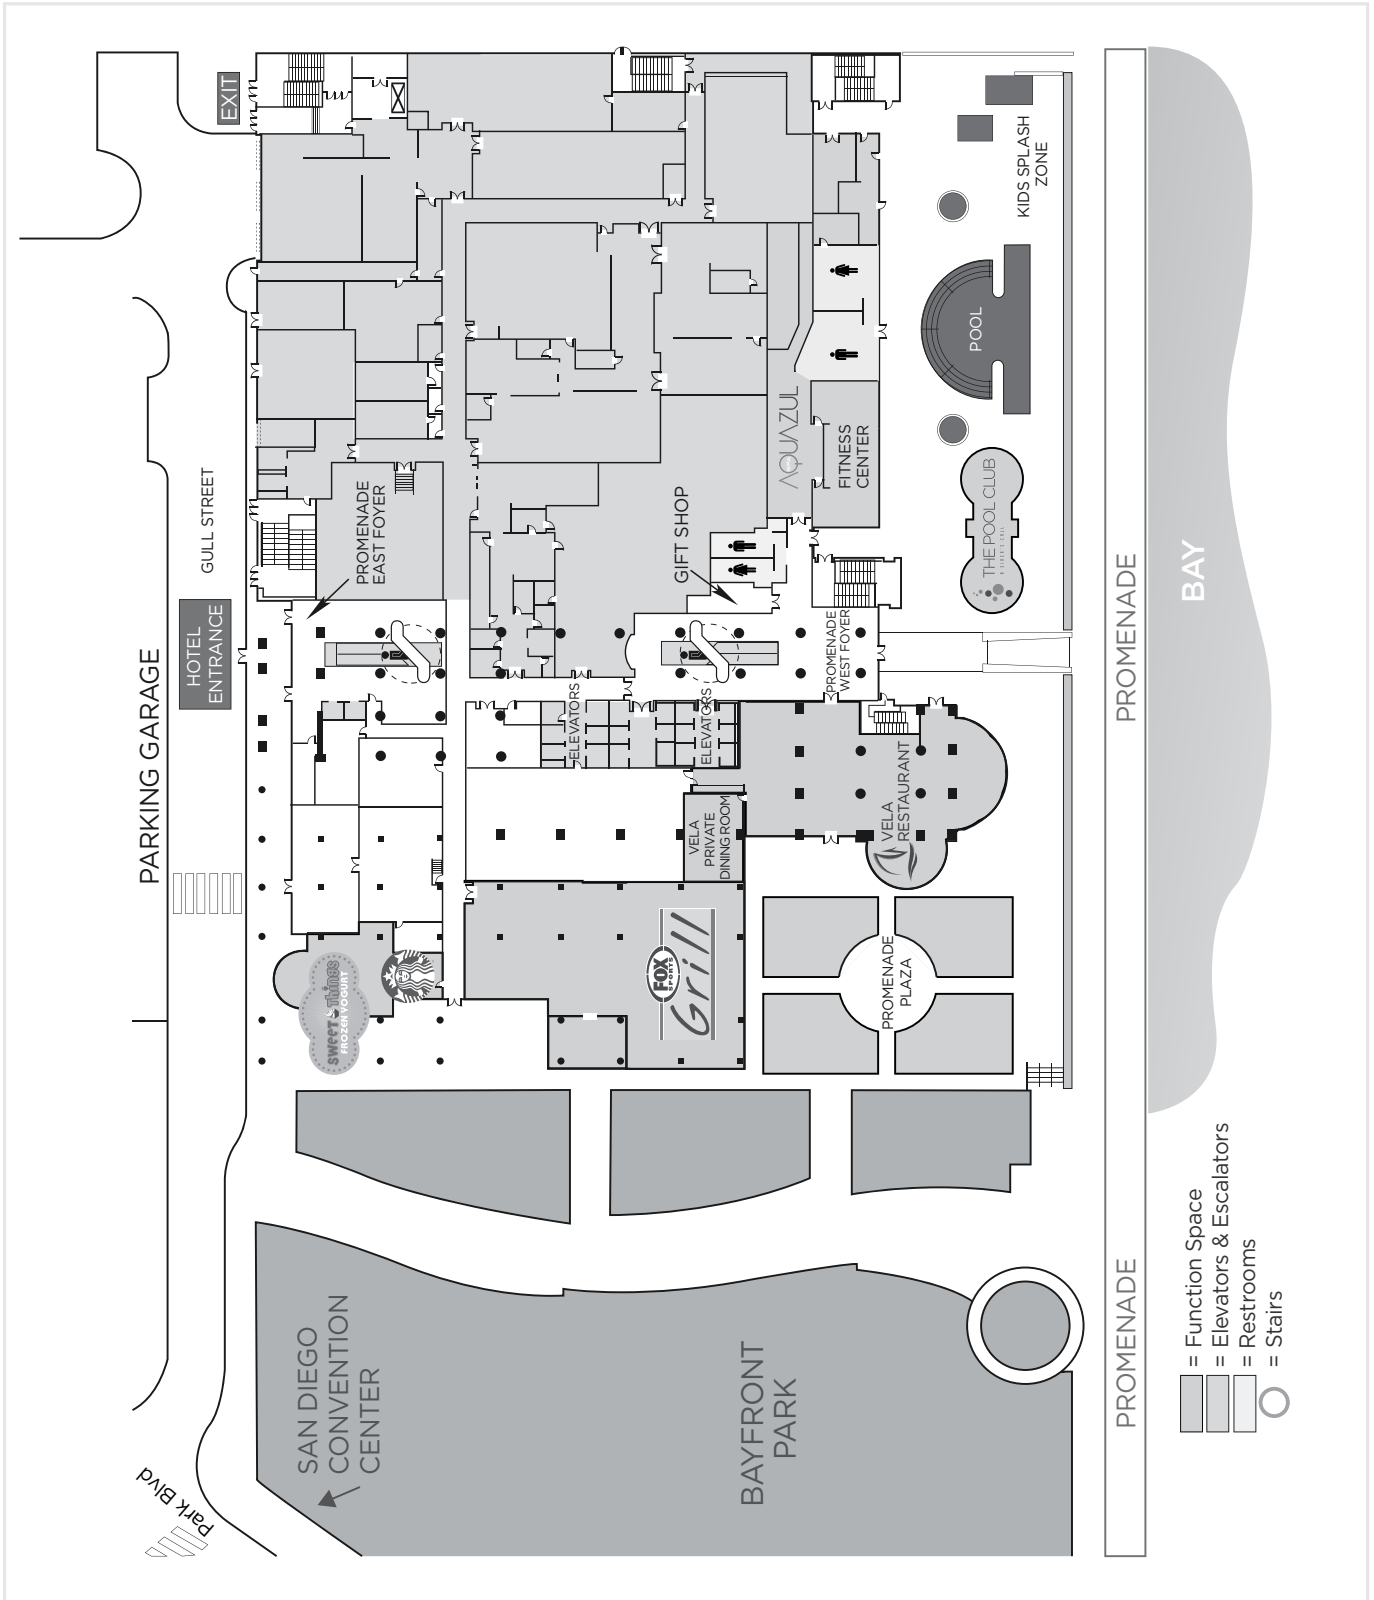 EXIT
KIDS SPLASH
ZONE
POOL
AQUAZUL
FITNESS
CENTER
THE POOL CLUB
GULL STREET
PROMENADE
EAST FOYER
GIFT SHOP
HOTEL
ENTRANCE
PROMENADE
WEST FOYER
PROMENADE
BAY
PARKING GARAGE
ELEVATORS
ELEVATORS
VELA
RESTAURANT
VELA
PRIVATE
DINING ROOM
sweet things
FROZEN YOGURT
FOX
SPORTS
Grill
PROMENADE
PLAZA
SAN DIEGO
CONVENTION
CENTER
BAYFRONT
PARK
PROMENADE
Park Blvd
= Function Space
= Elevators & Escalators
= Restrooms
= Stairs